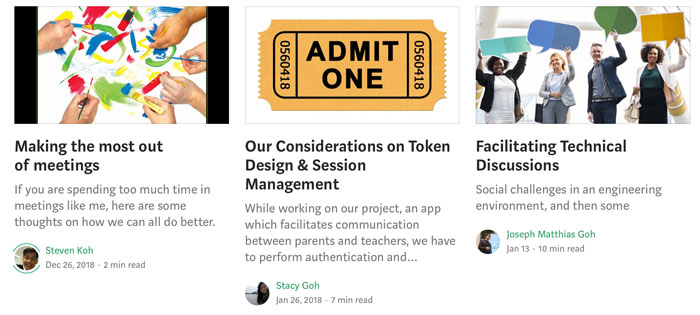 0560418
ADMIT
ONE
0560418
Making the most out
of meetings
If you are spending too much time in
meetings like me, here are some
thoughts on how we can all do better.
Steven Koh
Dec 26, 2018 · 2 min read
Our Considerations on Token
Design & Session
Management
While working on our project, an app
which facilitates communication
between parents and teachers, we have
to perform authentication and…
Stacy Goh
Jan 26, 2018 · 7 min read
Facilitating Technical
Discussions
Social challenges in an engineering
environment, and then some
Joseph Matthias Goh
Jan 13 · 10 min read